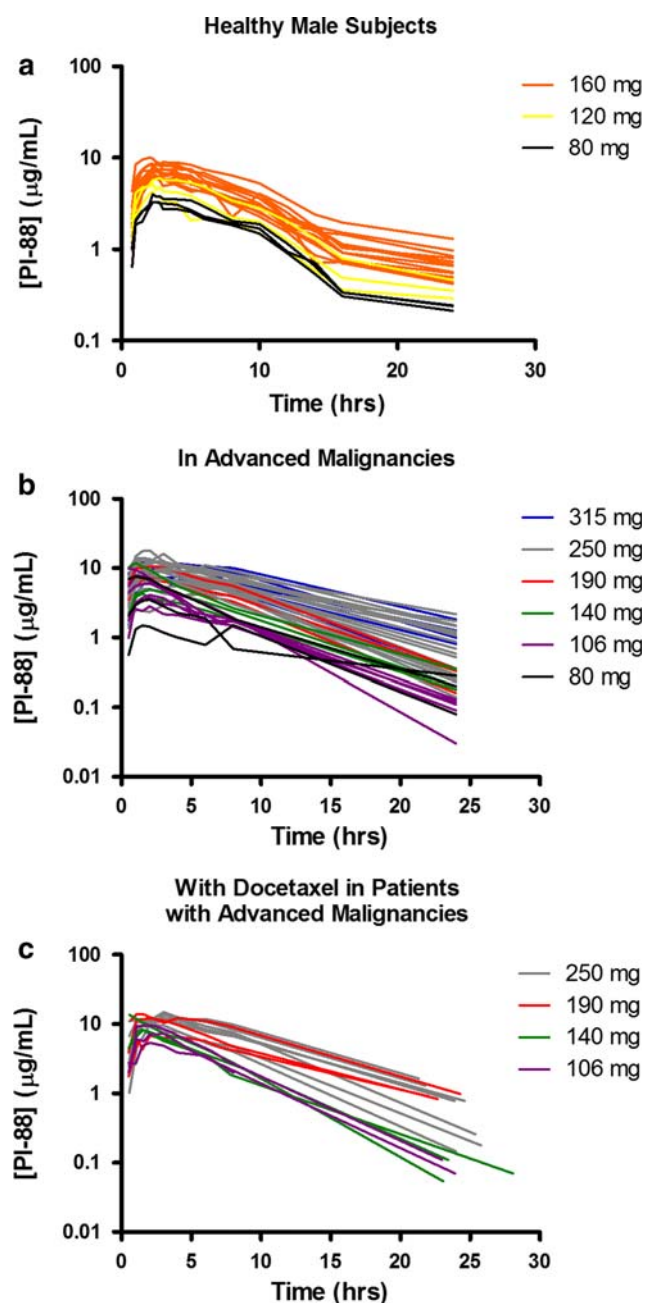 Healthy Male Subjects
a
100
10
1
0.1
[PI-88] (μg/mL)
0
10
20
30
Time (hrs)
160 mg
120 mg
80 mg
In Advanced Malignancies
b
100
10
1
0.1
0.01
[PI-88] (μg/mL)
0
5
10
15
20
25
30
Time (hrs)
315 mg
250 mg
190 mg
140 mg
106 mg
80 mg
With Docetaxel in Patients
with Advanced Malignancies
c
100
10
1
0.1
0.01
[PI-88] (μg/mL)
0
5
10
15
20
25
30
Time (hrs)
250 mg
190 mg
140 mg
106 mg